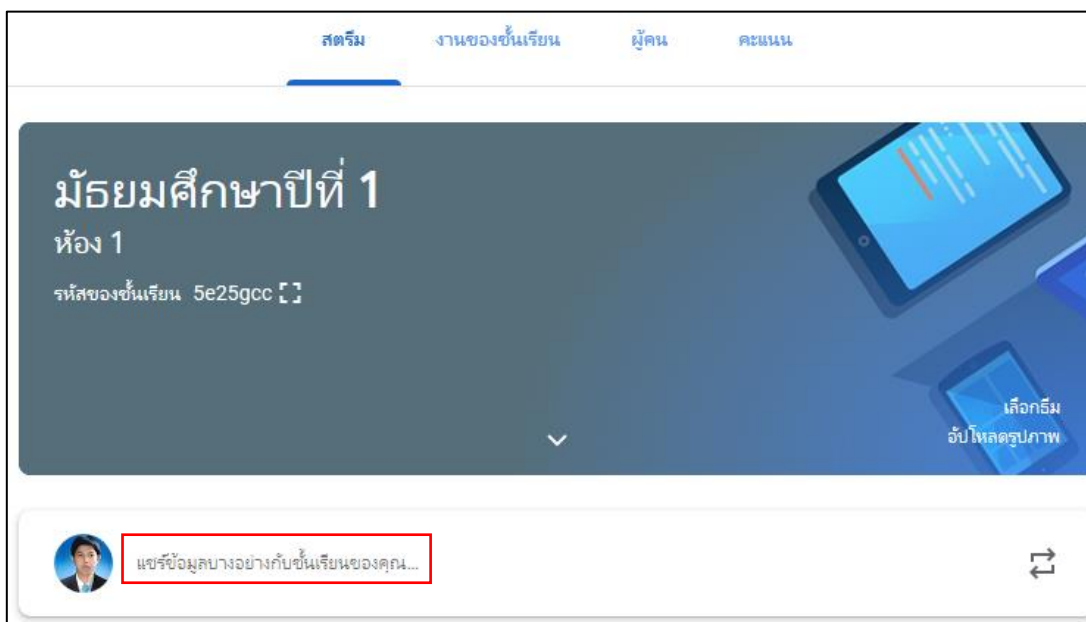 สตรีม งานของชั้นเรียน ผู้คน คะแนน
มัธยมศึกษาปีที่ 1
ห้อง 1
รหัสของชั้นเรียน 5e25gcc
เลือกธีม
อัปโหลดรูปภาพ
แชร์ข้อมูลบางอย่างกับชั้นเรียนของคุณ...